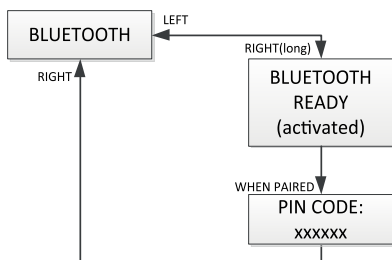 LEFT
BLUETOOTH
RIGHT(long)
RIGHT
BLUETOOTH
READY
(activated)
WHEN PAIRED
PIN CODE:
xxxxxx